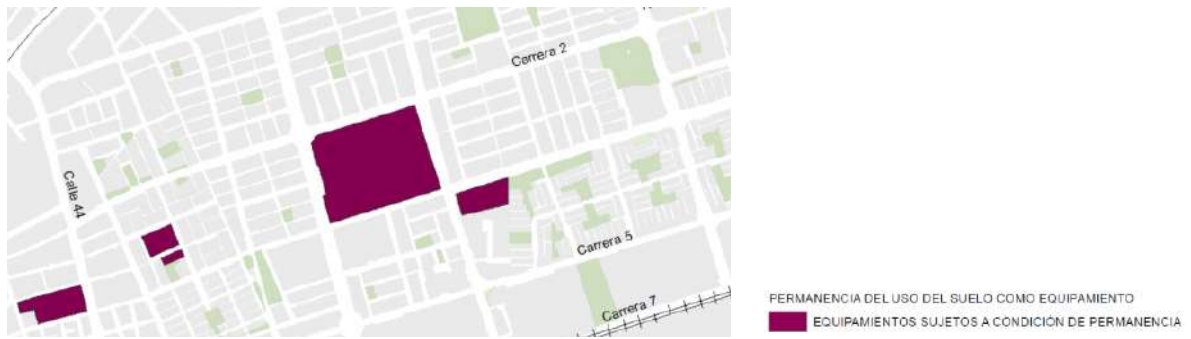 Carrera 2
Calle 44
Carrera 5
Carrera 7
PERMANENCIA DEL USO DEL SUELO COMO EQUIPAMIENTO
EQUIPAMIENTOS SUJETOS A CONDICIÓN DE PERMANENCIA